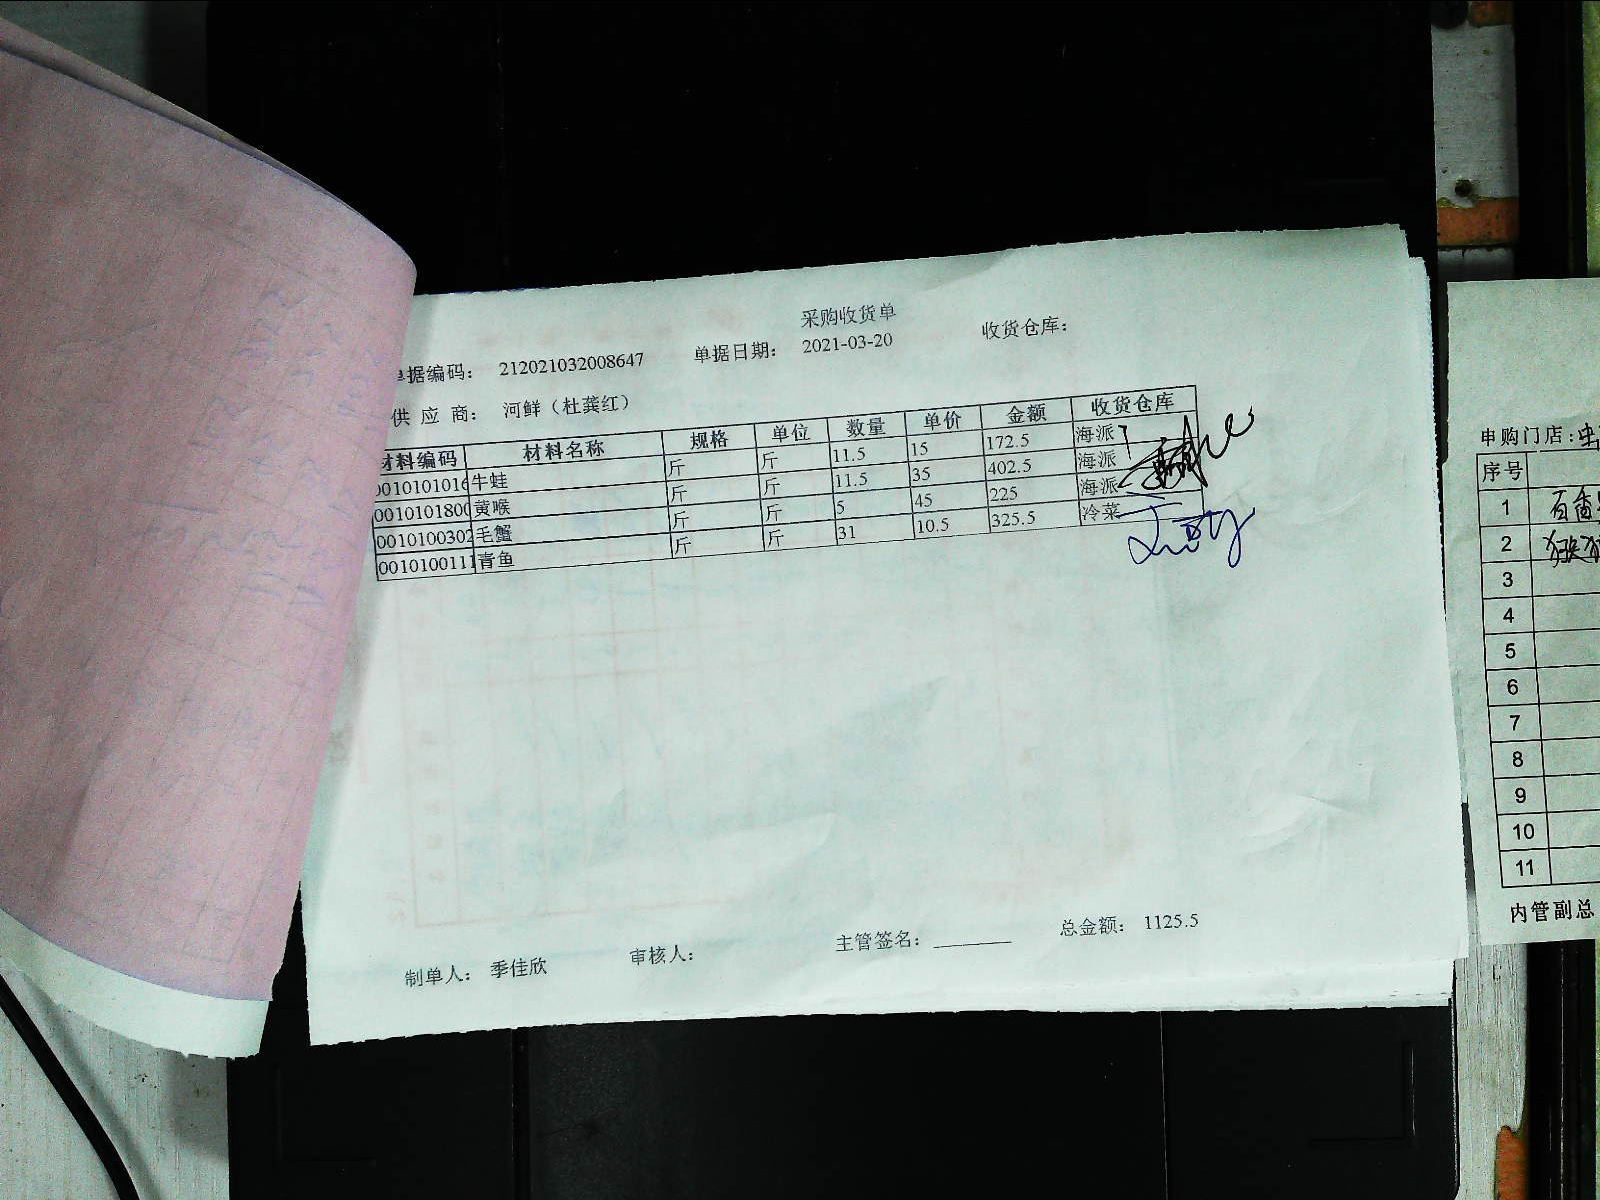 采购收货单
单据编码： 212021032008647 单据日期： 2021-03-20 收货仓库：
供 应 商： 河鲜（杜龚红）
材料编码 材料名称 规格 单位 数量 单价 金额 收货仓库
001010101 牛蛙 斤 斤 11.5 15 172.5 海派
001010180 黄喉 斤 斤 11.5 35 402.5 海派
0010100302 毛蟹 斤 斤 5 45 225 海派
001010011 青鱼 斤 斤 31 10.5 325.5 冷菜
制单人： 季佳欣 审核人： 主管签名： 总金额： 1125.5
申购门店:
序号
1 百香
2
3
4
5
6
7
8
9
10
11
内管副总